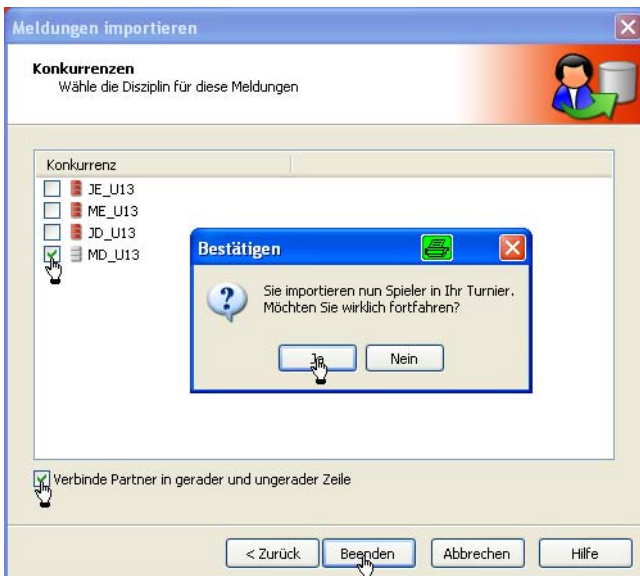 Meldungen importieren
Konkurrenzen
Wähle die Disziplin für diese Meldungen
Konkurrenz
JE_U13
ME_U13
JD_U13
MD_U13
Bestätigen
Sie importieren nun Spieler in Ihr Turnier.
Möchten Sie wirklich fortfahren?
Ja Nein
Verbinde Partner in gerader und ungerader Zeile
< Zurück Beenden Abbrechen Hilfe